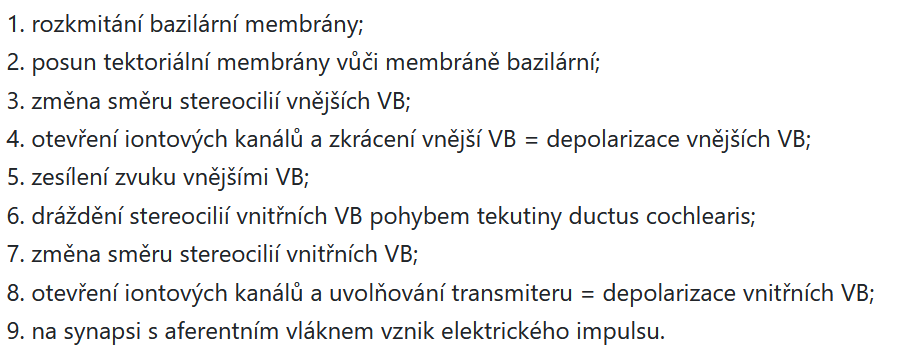 1. rozkmitání bazilární membrány;
2. posun tektoriální membrány vůči membráně bazilární;
3. změna směru stereocilií vnějších VB;
4. otevření iontových kanálů a zkrácení vnější VB = depolarizace vnějších VB;
5. zesílení zvuku vnějšími VB;
6. dráždění stereocilií vnitřních VB pohybem tekutiny ductus cochlearis;
7. změna směru stereocilií vnitřních VB;
8. otevření iontových kanálů a uvolňování transmiteru = depolarizace vnitřních VB;
9. na synapsi s aferentním vláknem vznik elektrického impulsu.